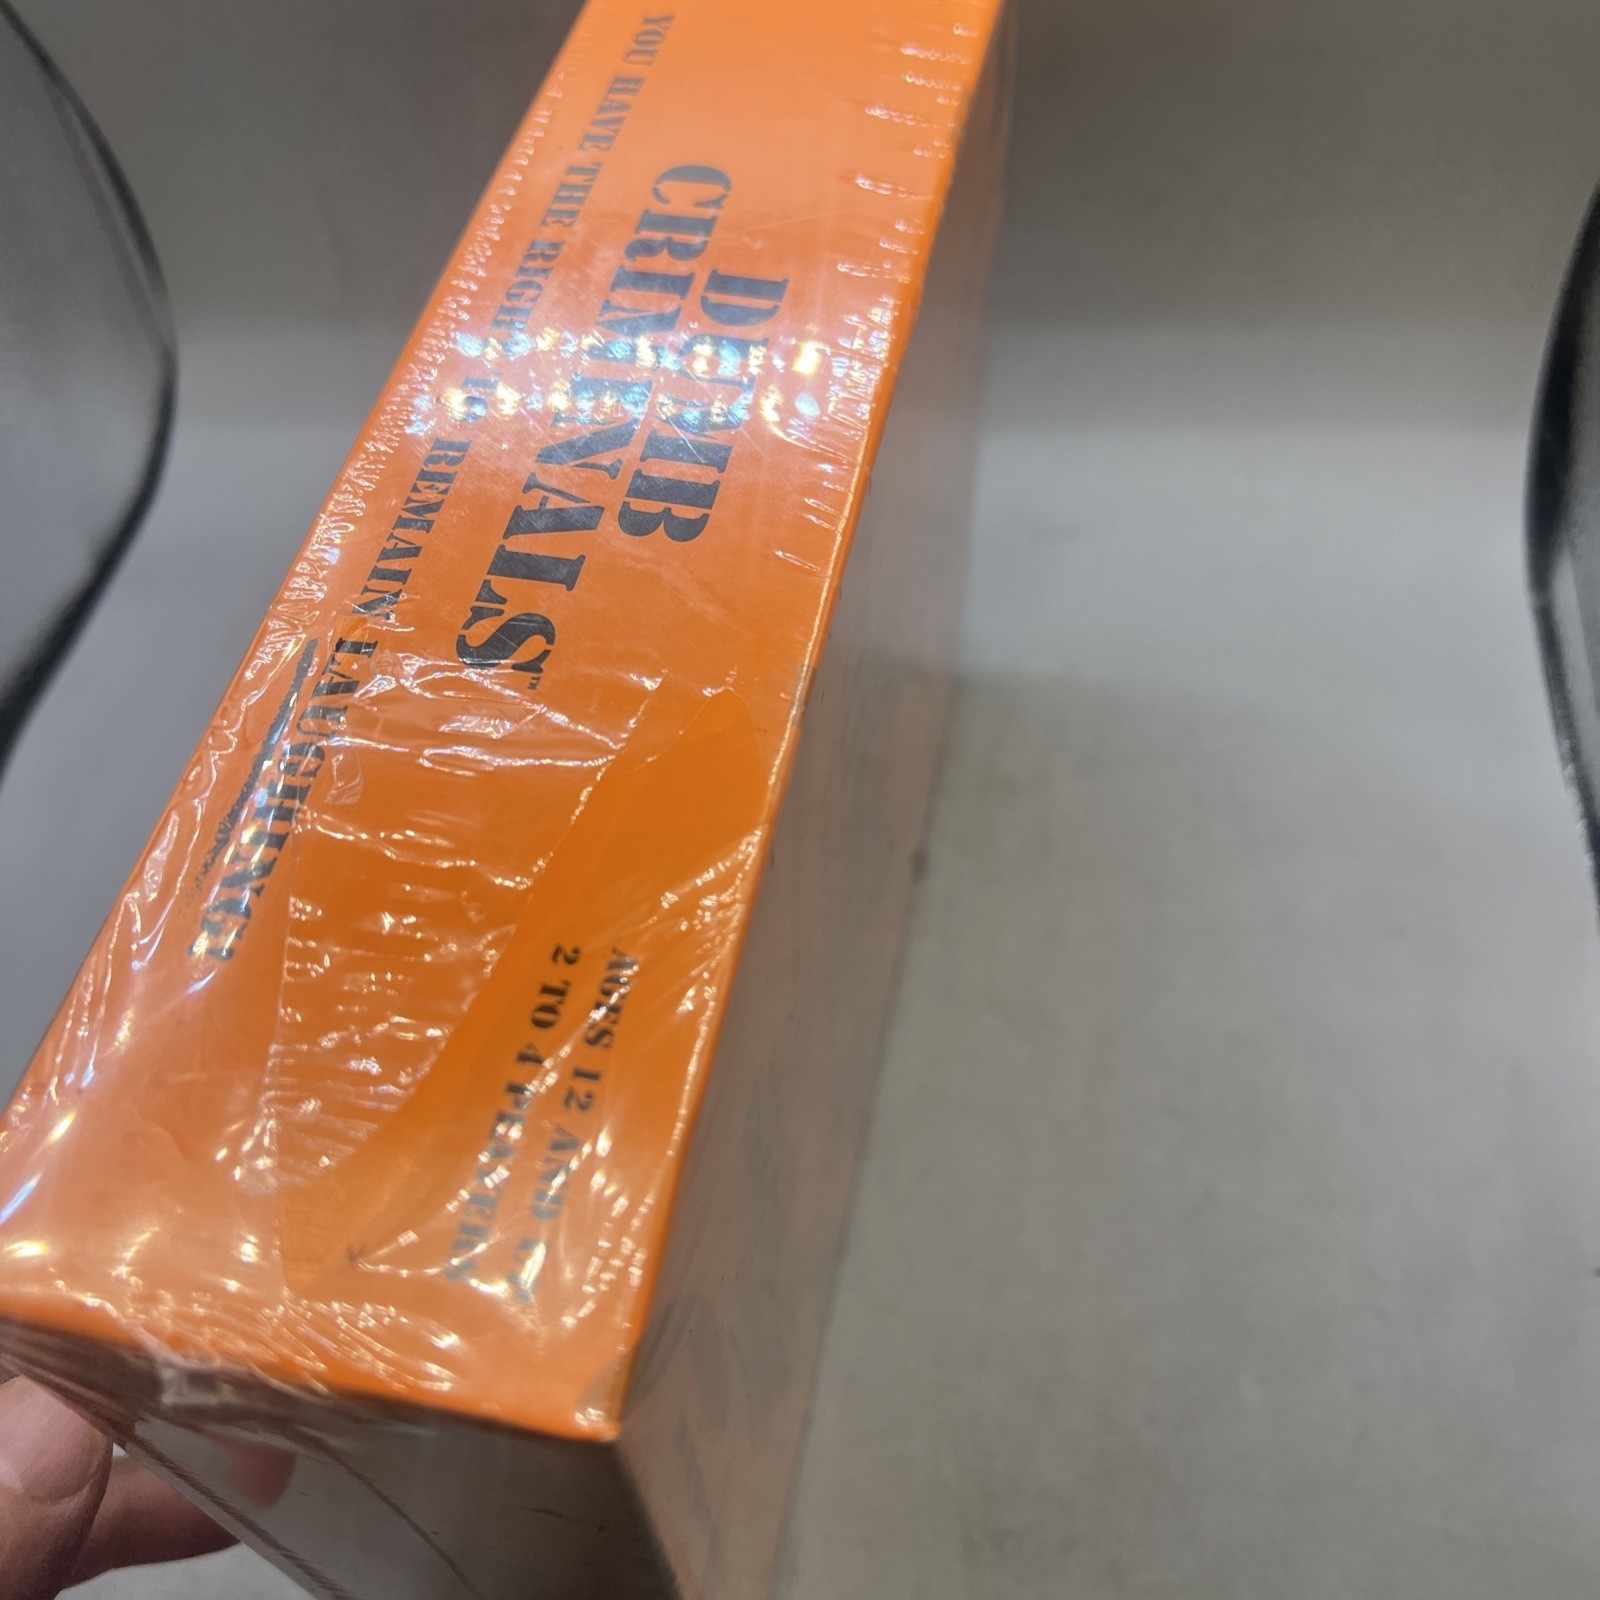 DUMB
CRIMINALS™
YOU HAVE THE RIGHT TO REMAIN LAUGHING!
AGES 12 AND UP
2 TO 4 PLAYERS